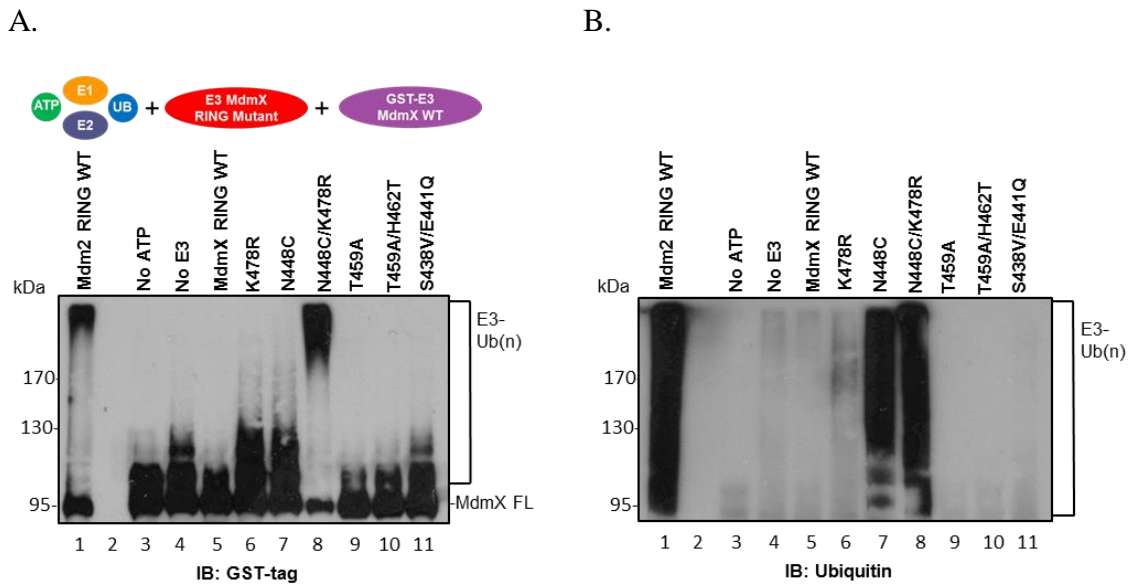 A.
B.
ATP E1 E2 UB + E3 MdmX RING Mutant + GST-E3 MdmX WT
Mdm2 RING WT
No ATP
No E3
MdmX RING WT
K478R
N448C
N448C/K478R
T459A
T459A/H462T
S438V/E441Q
kDa
170-
130-
95-
E3-
Ub(n)
-MdmX FL
1 2 3 4 5 6 7 8 9 10 11
IB: GST-tag
Mdm2 RING WT
No ATP
No E3
MdmX RING WT
K478R
N448C
N448C/K478R
T459A
T459A/H462T
S438V/E441Q
kDa
170-
130-
95-
E3-
Ub(n)
1 2 3 4 5 6 7 8 9 10 11
IB: Ubiquitin